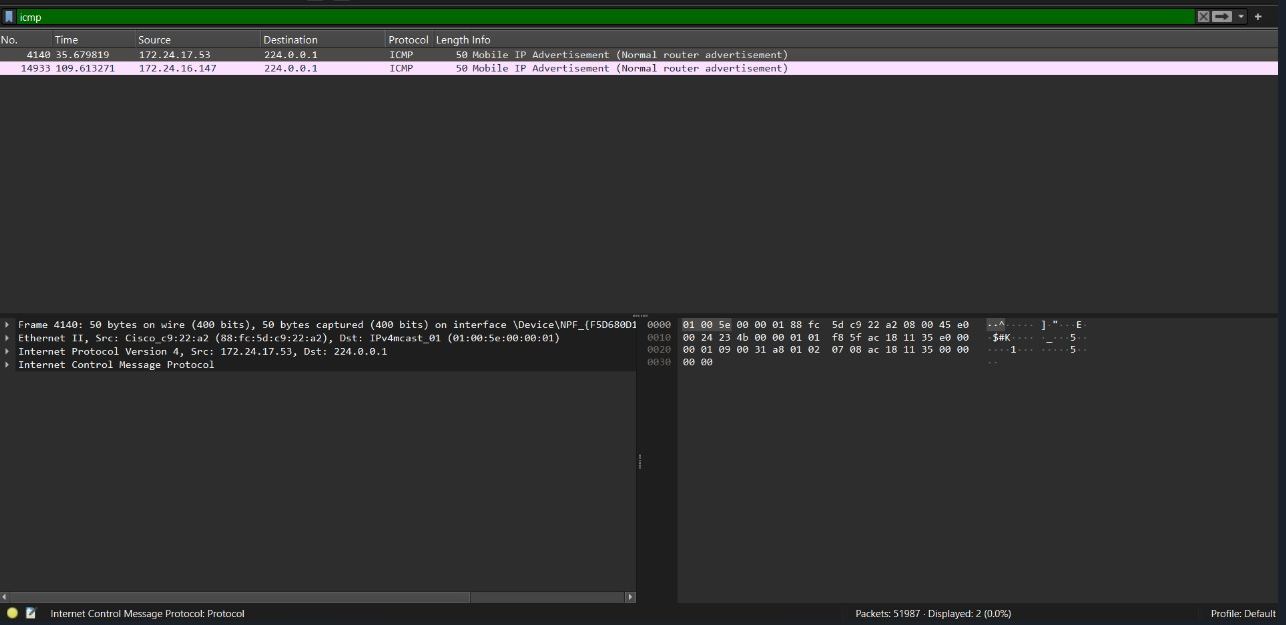 icmp
No. Time Source Destination Protocol Length Info
4140 35.679819 172.24.17.53 224.0.0.1 ICMP 50 Mobile IP Advertisement (Normal router advertisement)
14933 109.613271 172.24.16.147 224.0.0.1 ICMP 50 Mobile IP Advertisement (Normal router advertisement)
Frame 4140: 50 bytes on wire (400 bits), 50 bytes captured (400 bits) on interface \Device\NPF_{F5D680D1
Ethernet II, Src: Cisco_c9:22:a2 (88:fc:5d:c9:22:a2), Dst: IPv4mcast_01 (01:00:5e:00:00:01)
Internet Protocol Version 4, Src: 172.24.17.53, Dst: 224.0.0.1
Internet Control Message Protocol
0000 01 00 5e 00 00 01 88 fc 5d c9 22 a2 08 00 45 e0 ··^····· ]·"···E·
0010 00 24 23 4b 00 00 01 01 f8 5f ac 18 11 35 e0 00 ·$#K···· ·_···5··
0020 00 01 09 00 31 a8 01 02 07 08 ac 18 11 35 00 00 ····1··· ·····5··
0030 00 00 ··
Internet Control Message Protocol: Protocol
Packets: 51987 · Displayed: 2 (0.0%)
Profile: Default